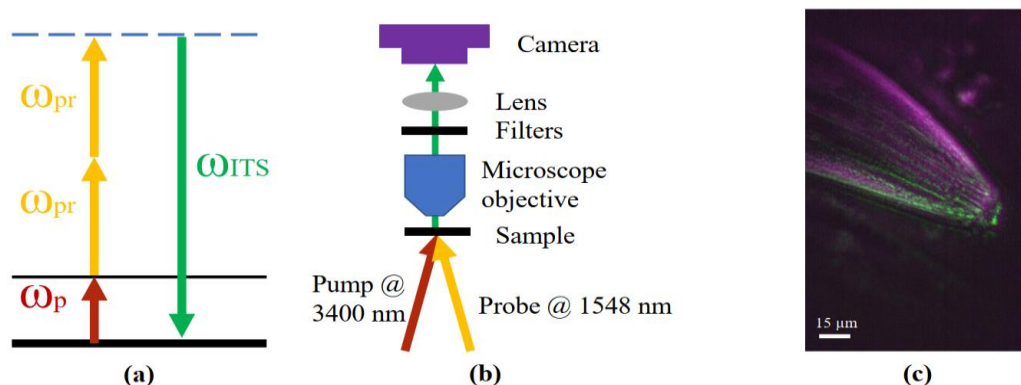 ωpr
ωpr
ωp
ωITS
(a)
Camera
Lens
Filters
Microscope
objective
Sample
Pump @
3400 nm
Probe @ 1548 nm
(b)
15 µm
(c)